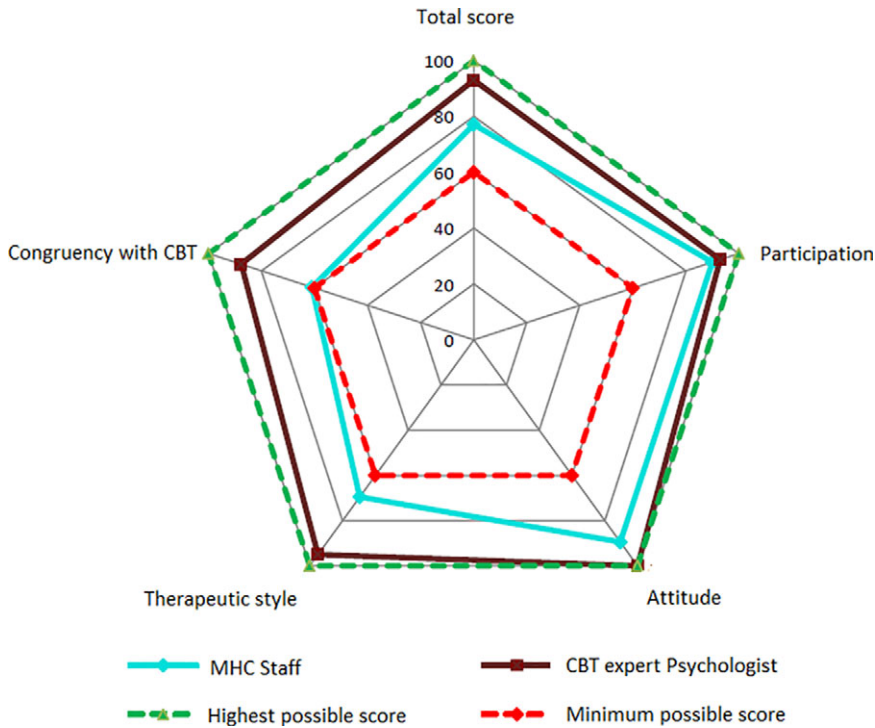 Total score
100
80
60
40
20
0
Congruency with CBT
Participation
Therapeutic style
Attitude
MHC Staff
CBT expert Psychologist
Highest possible score
Minimum possible score